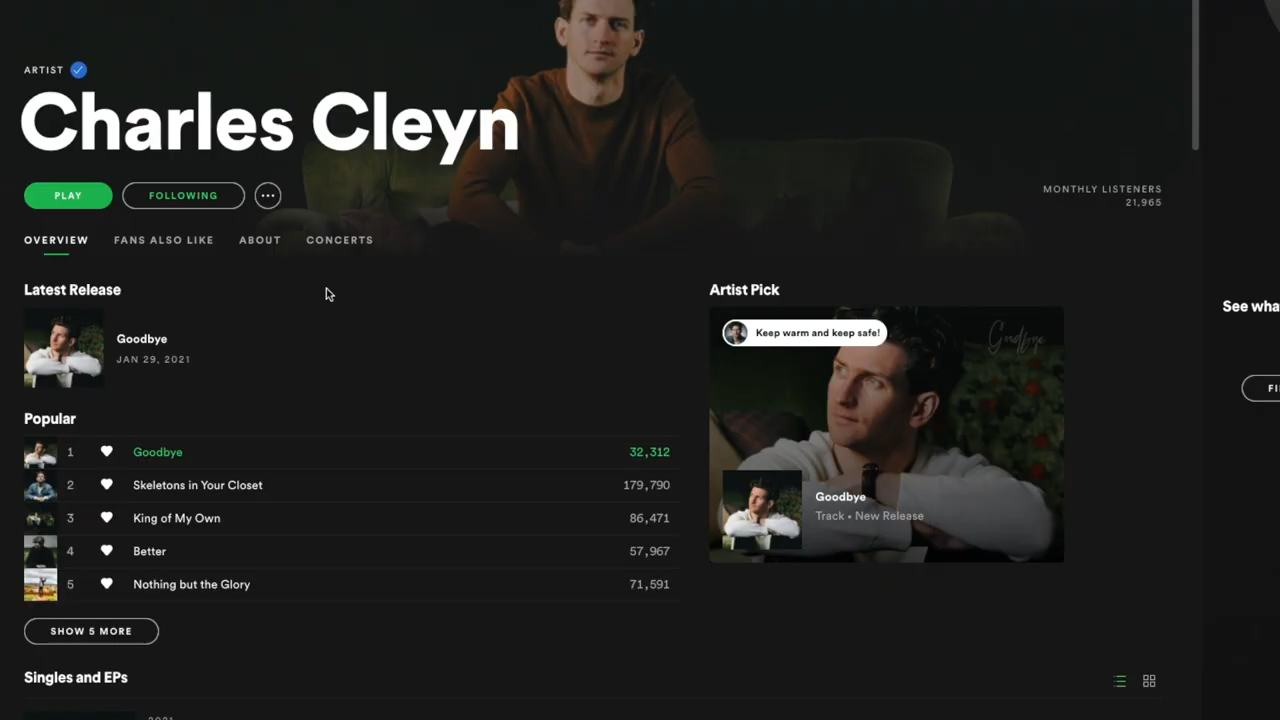 ARTIST
Charles Cleyn
PLAY
FOLLOWING
MONTHLY LISTENERS
21,965
OVERVIEW
FANS ALSO LIKE
ABOUT
CONCERTS
Latest Release
Goodbye
JAN 29, 2021
Artist Pick
Keep warm and keep safe!
Goodbye
Goodbye
Track • New Release
See wha
FI
Popular
1 Goodbye 32,312
2 Skeletons in Your Closet 179,790
3 King of My Own 86,471
4 Better 57,967
5 Nothing but the Glory 71,591
SHOW 5 MORE
Singles and EPs
2021